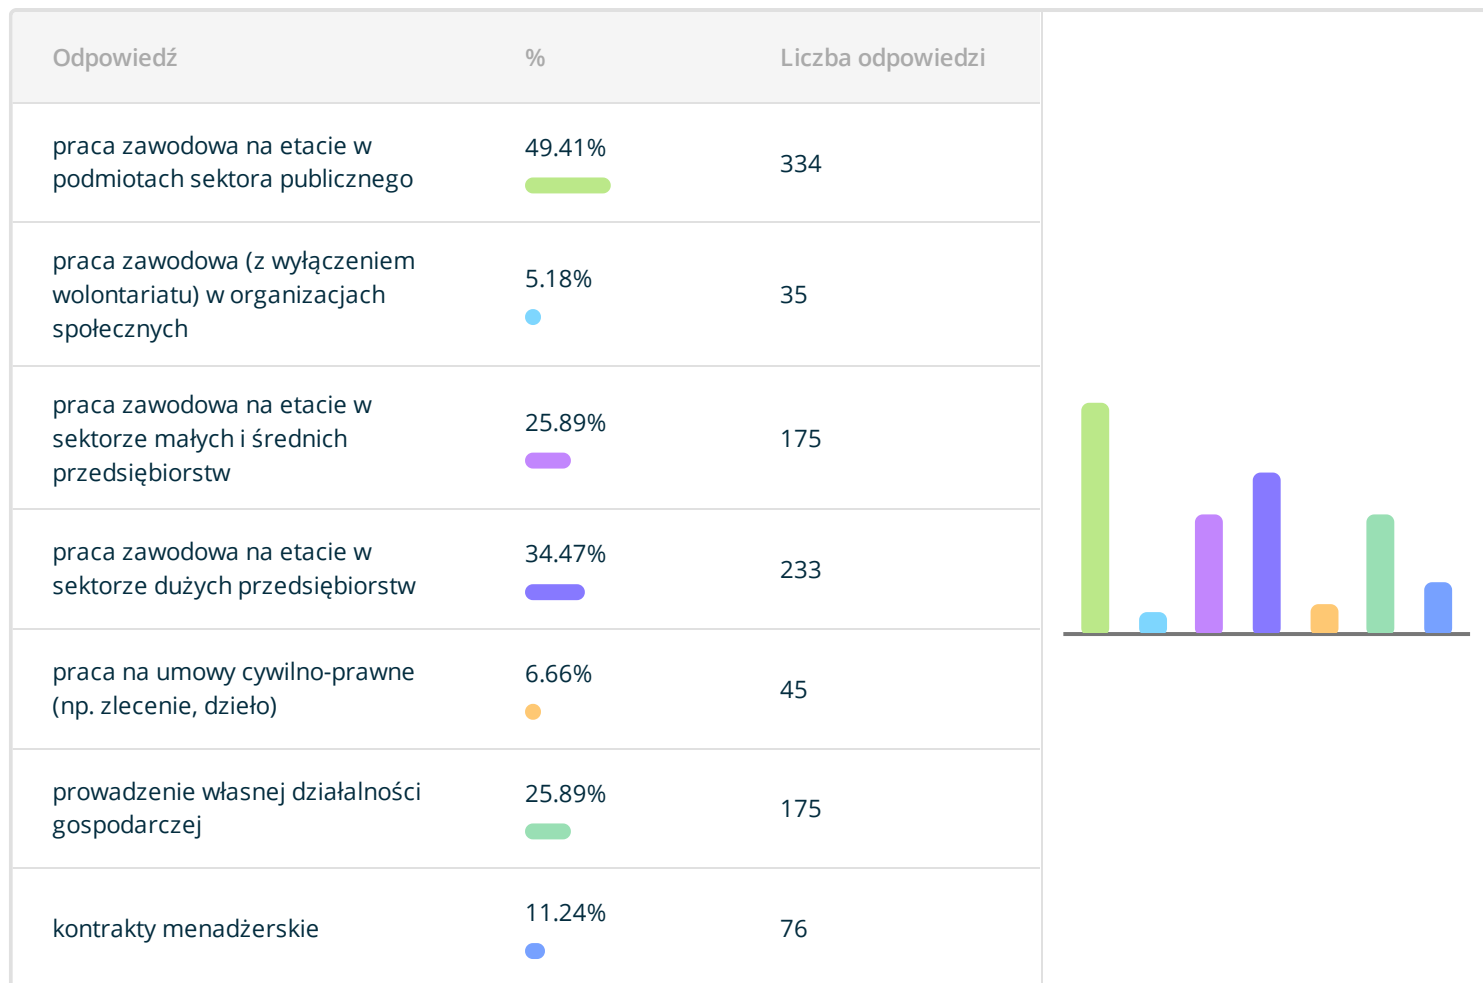 Odpowiedź % Liczba odpowiedzi
praca zawodowa na etacie w
podmiotach sektora publicznego
49.41%
334
praca zawodowa (z wyłączeniem
wolontariatu) w organizacjach
społecznych
5.18%
35
praca zawodowa na etacie w
sektorze małych i średnich
przedsiębiorstw
25.89%
175
praca zawodowa na etacie w
sektorze dużych przedsiębiorstw
34.47%
233
praca na umowy cywilno-prawne
(np. zlecenie, dzieło)
6.66%
45
prowadzenie własnej działalności
gospodarczej
25.89%
175
kontrakty menadżerskie
11.24%
76